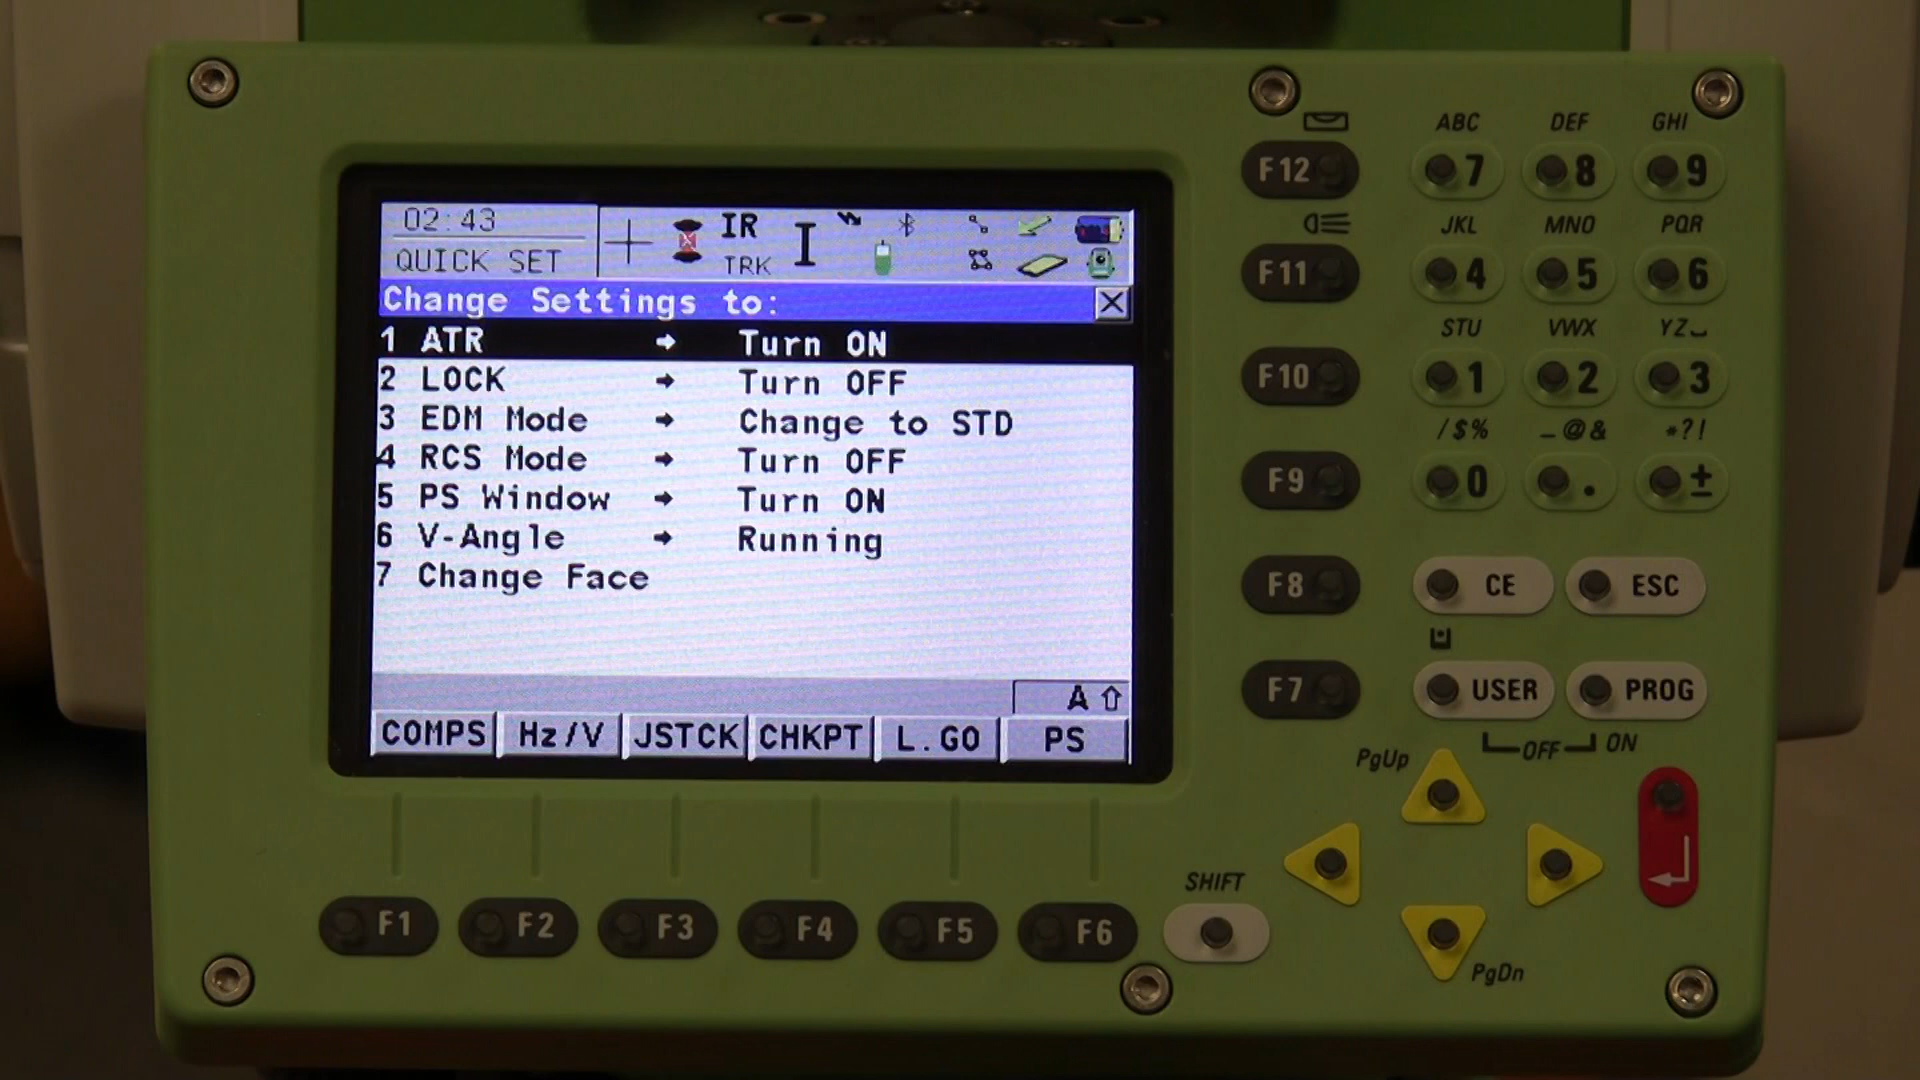 02:43
QUICK SET
IR
TRK
I
Change Settings to:
1 ATR → Turn ON
2 LOCK → Turn OFF
3 EDM Mode → Change to STD
4 RCS Mode → Turn OFF
5 PS Window → Turn ON
6 V-Angle → Running
7 Change Face
A ⇧
COMPS Hz/V JSTCK CHKPT L.GO PS
F1 F2 F3 F4 F5 F6
SHIFT
F12
F11
F10
F9
F8
F7
ABC DEF GHI
7 8 9
JKL MNO PQR
4 5 6
STU VWX YZ⌴
1 2 3
/$% _@& *?!
0 . ±
CE ESC
USER PROG
OFF ON
PgUp
PgDn